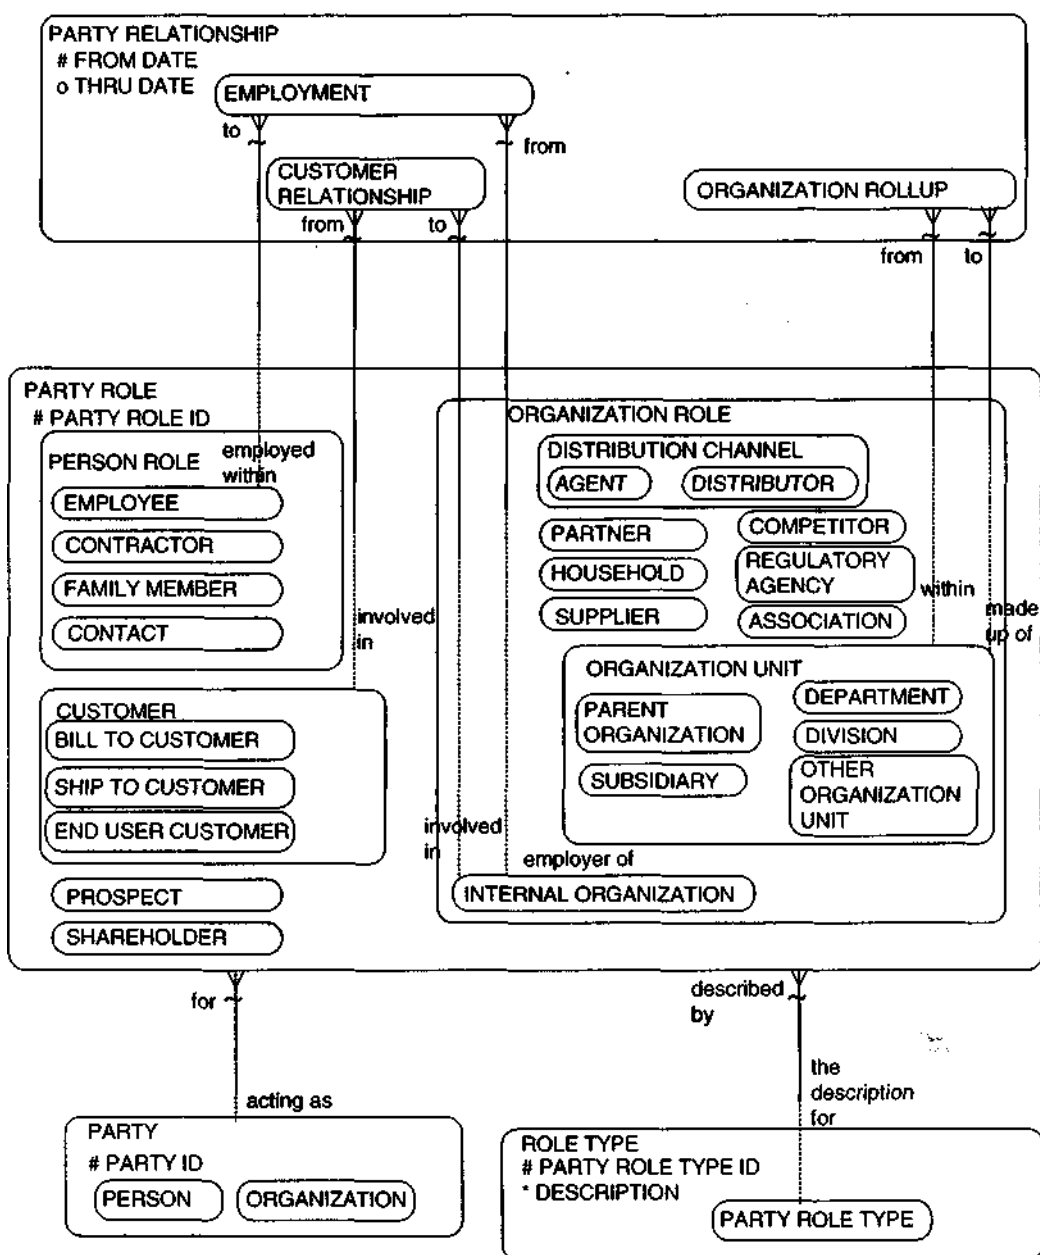 PARTY RELATIONSHIP
# FROM DATE
o THRU DATE
EMPLOYMENT
to
from
CUSTOMER
RELATIONSHIP
ORGANIZATION ROLLUP
from
to
from
to
PARTY ROLE
# PARTY ROLE ID
PERSON ROLE
employed
within
EMPLOYEE
CONTRACTOR
FAMILY MEMBER
CONTACT
involved
in
CUSTOMER
BILL TO CUSTOMER
SHIP TO CUSTOMER
END USER CUSTOMER
PROSPECT
SHAREHOLDER
ORGANIZATION ROLE
DISTRIBUTION CHANNEL
AGENT
DISTRIBUTOR
PARTNER
COMPETITOR
HOUSEHOLD
REGULATORY
AGENCY
SUPPLIER
ASSOCIATION
within
made
up of
ORGANIZATION UNIT
PARENT
ORGANIZATION
DEPARTMENT
DIVISION
SUBSIDIARY
OTHER
ORGANIZATION
UNIT
involved
in
employer of
INTERNAL ORGANIZATION
for
acting as
described
by
the
description
for
PARTY
# PARTY ID
PERSON
ORGANIZATION
ROLE TYPE
# PARTY ROLE TYPE ID
* DESCRIPTION
PARTY ROLE TYPE